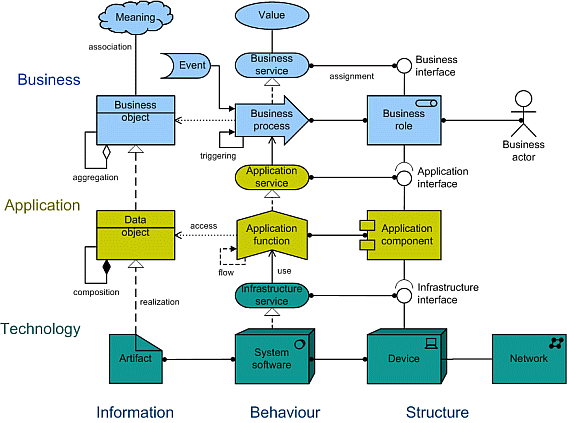 Meaning
Value
association
Event
Business
service
Business
interface
assignment
Business
Business
object
Business
process
Business
role
triggering
Business
actor
aggregation
Application
service
Application
interface
Application
Data
object
access
Application
function
Application
component
flow
use
composition
realization
Infrastructure
service
Infrastructure
interface
Technology
Artifact
System
software
Device
Network
Information
Behaviour
Structure